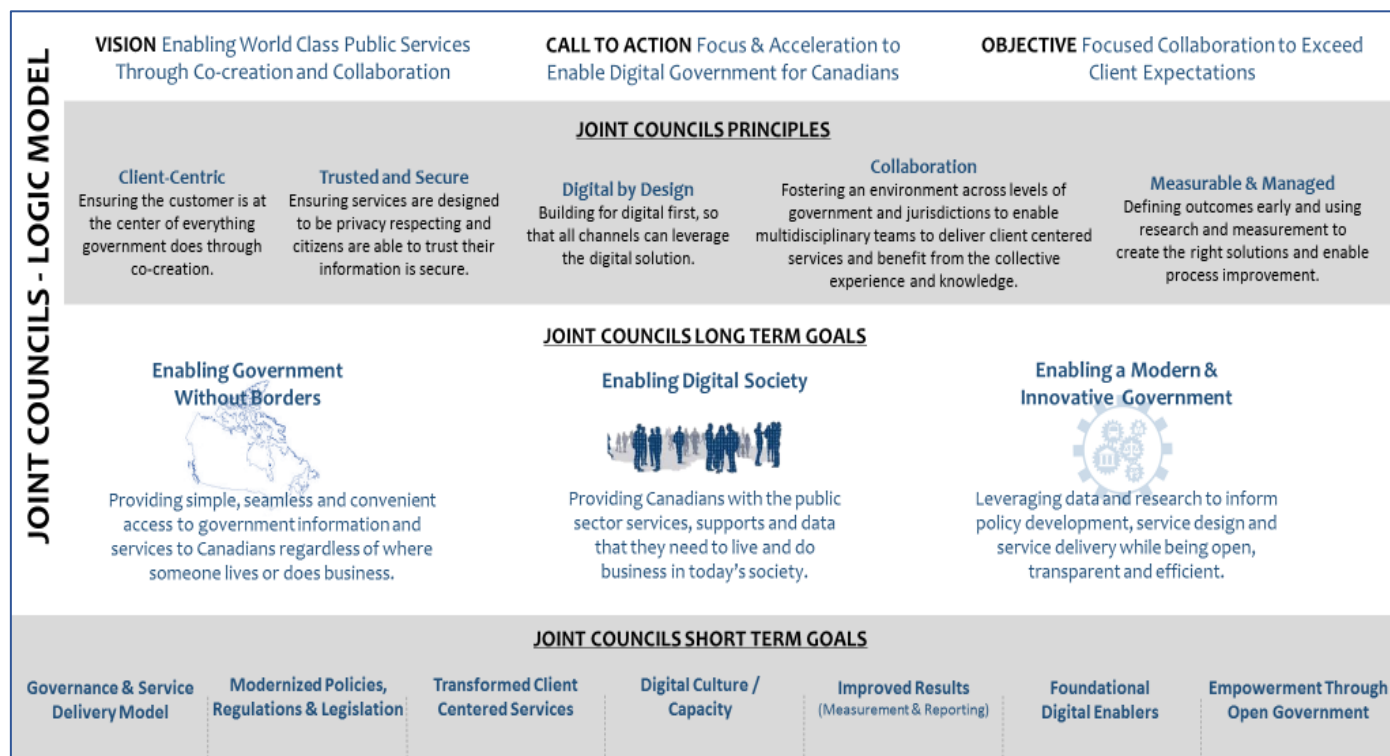 JOINT COUNCILS - LOGIC MODEL
VISION Enabling World Class Public Services
Through Co-creation and Collaboration
CALL TO ACTION Focus & Acceleration to
Enable Digital Government for Canadians
OBJECTIVE Focused Collaboration to Exceed
Client Expectations
JOINT COUNCILS PRINCIPLES
Client-Centric
Ensuring the customer is at
the center of everything
government does through
co-creation.
Trusted and Secure
Ensuring services are designed
to be privacy respecting and
citizens are able to trust their
information is secure.
Digital by Design
Building for digital first, so
that all channels can leverage
the digital solution.
Collaboration
Fostering an environment across levels of
government and jurisdictions to enable
multidisciplinary teams to deliver client centered
services and benefit from the collective
experience and knowledge.
Measurable & Managed
Defining outcomes early and using
research and measurement to
create the right solutions and enable
process improvement.
JOINT COUNCILS LONG TERM GOALS
Enabling Government
Without Borders
Providing simple, seamless and convenient
access to government information and
services to Canadians regardless of where
someone lives or does business.
Enabling Digital Society
Providing Canadians with the public
sector services, supports and data
that they need to live and do
business in today's society.
Enabling a Modern &
Innovative Government
Leveraging data and research to inform
policy development, service design and
service delivery while being open,
transparent and efficient.
JOINT COUNCILS SHORT TERM GOALS
Governance & Service
Delivery Model
Modernized Policies,
Regulations & Legislation
Transformed Client
Centered Services
Digital Culture /
Capacity
Improved Results
(Measurement & Reporting)
Foundational
Digital Enablers
Empowerment Through
Open Government